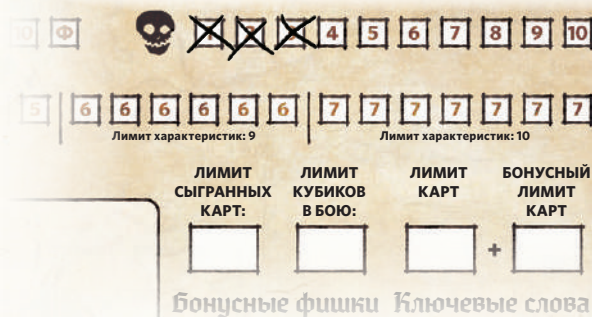 10 Ф 4 5 6 7 8 9 10
5 6 6 6 6 6 6 7 7 7 7 7 7 7
Лимит характеристик: 9 Лимит характеристик: 10
ЛИМИТ СЫГРАННЫХ КАРТ:
ЛИМИТ КУБИКОВ В БОЮ:
ЛИМИТ КАРТ
+
БОНУСНЫЙ ЛИМИТ КАРТ
Бонусные фишки Ключевые слова